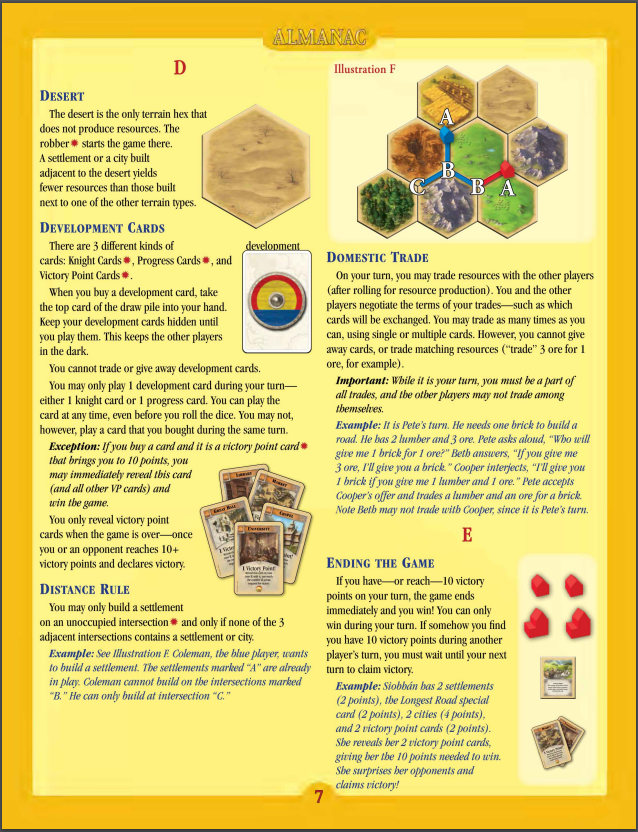 ALMANAC
D
DESERT
The desert is the only terrain hex that
does not produce resources. The
robber✹ starts the game there.
A settlement or a city built
adjacent to the desert yields
fewer resources than those built
next to one of the other terrain types.
DEVELOPMENT CARDS
There are 3 different kinds of development
cards: Knight Cards✹, Progress Cards✹, and
Victory Point Cards✹.
When you buy a development card, take
the top card of the draw pile into your hand.
Keep your development cards hidden until
you play them. This keeps the other players
in the dark.
You cannot trade or give away development cards.
You may only play 1 development card during your turn—
either 1 knight card or 1 progress card. You can play the
card at any time, even before you roll the dice. You may not,
however, play a card that you bought during the same turn.
Exception: If you buy a card and it is a victory point card✹
that brings you to 10 points, you
may immediately reveal this card
(and all other VP cards) and
win the game.
You only reveal victory point
cards when the game is over—once
you or an opponent reaches 10+
victory points and declares victory.
LIBRARY
MARKET
GREAT HALL
CHAPEL
UNIVERSITY
1 Victory Point!
DISTANCE RULE
You may only build a settlement
on an unoccupied intersection✹ and only if none of the 3
adjacent intersections contains a settlement or city.
Example: See Illustration F. Coleman, the blue player, wants
to build a settlement. The settlements marked “A” are already
in play. Coleman cannot build on the intersections marked
“B.” He can only build at intersection “C.”
Illustration F
A
B
C
B
A
DOMESTIC TRADE
On your turn, you may trade resources with the other players
(after rolling for resource production). You and the other
players negotiate the terms of your trades—such as which
cards will be exchanged. You may trade as many times as you
can, using single or multiple cards. However, you cannot give
away cards, or trade matching resources (“trade” 3 ore for 1
ore, for example).
Important: While it is your turn, you must be a part of
all trades, and the other players may not trade among
themselves.
Example: It is Pete’s turn. He needs one brick to build a
road. He has 2 lumber and 3 ore. Pete asks aloud, “Who will
give me 1 brick for 1 ore?” Beth answers, “If you give me
3 ore, I’ll give you a brick.” Cooper interjects, “I’ll give you
1 brick if you give me 1 lumber and 1 ore.” Pete accepts
Cooper’s offer and trades a lumber and an ore for a brick.
Note Beth may not trade with Cooper, since it is Pete’s turn.
E
ENDING THE GAME
If you have—or reach—10 victory
points on your turn, the game ends
immediately and you win! You can only
win during your turn. If somehow you find
you have 10 victory points during another
player’s turn, you must wait until your next
turn to claim victory.
Example: Siobhán has 2 settlements
(2 points), the Longest Road special
card (2 points), 2 cities (4 points),
and 2 victory point cards (2 points).
She reveals her 2 victory point cards,
giving her the 10 points needed to win.
She surprises her opponents and
claims victory!
7